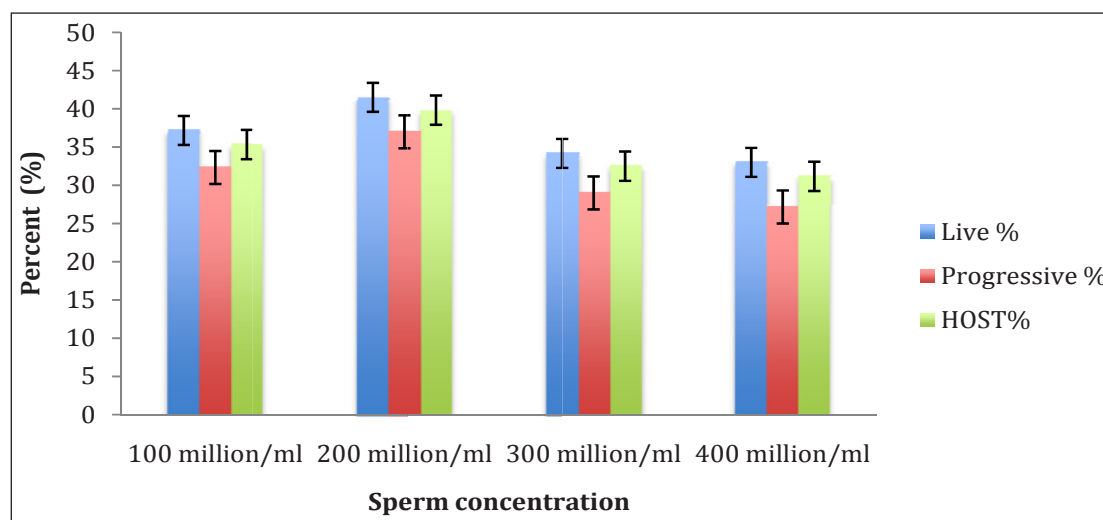 50
45
40
35
30
25
20
15
10
5
0
Percent (%)
100 million/ml 200 million/ml 300 million/ml 400 million/ml
Sperm concentration
Live %
Progressive %
HOST%